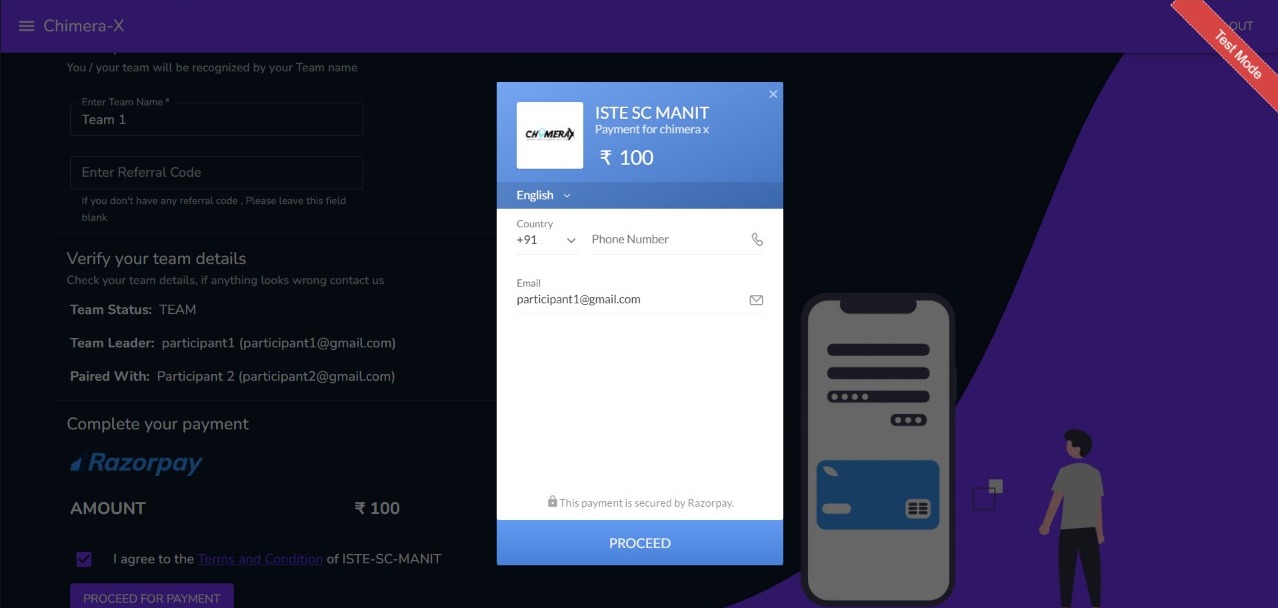 Chimera-X
OUT
Test Mode
You / your team will be recognized by your Team name
Enter Team Name *
Team 1
Enter Referral Code
If you don't have any referral code , Please leave this field
blank
Verify your team details
Check your team details, if anything looks wrong contact us
Team Status: TEAM
Team Leader: participant1 (participant1@gmail.com)
Paired With: Participant 2 (participant2@gmail.com)
Complete your payment
Razorpay
AMOUNT ₹ 100
I agree to the Terms and Condition of ISTE-SC-MANIT
PROCEED FOR PAYMENT
CHIMERAX
ISTE SC MANIT
Payment for chimera x
₹ 100
English
Country
+91
Phone Number
Email
participant1@gmail.com
This payment is secured by Razorpay.
PROCEED